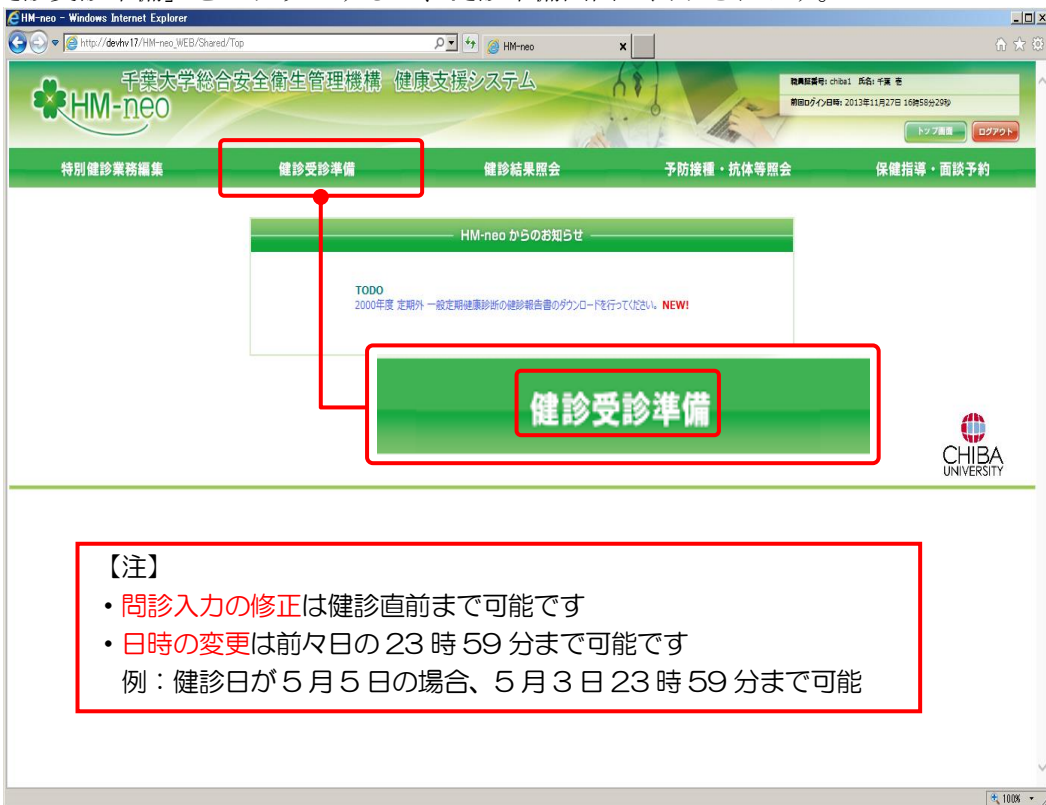 HM-neo - Windows Internet Explorer
http://devhv17/HM-neo_WEB/Shared/Top
HM-neo
千葉大学総合安全衛生管理機構 健康支援システム
HM-neo
職員証番号: chiba1 氏名: 千葉 壱
前回ログイン日時: 2013年11月27日 16時58分29秒
トップ画面
ログアウト
特別健診業務編集
健診受診準備
健診結果照会
予防接種・抗体等照会
保健指導・面談予約
HM-neo からのお知らせ
TODO
2000年度 定期外 一般定期健康診断の健診報告書のダウンロードを行ってください。 NEW!
健診受診準備
CHIBA
UNIVERSITY
【注】
・問診入力の修正は健診直前まで可能です
・日時の変更は前々日の 23 時 59 分まで可能です
例：健診日が 5 月 5 日の場合、5 月 3 日 23 時 59 分まで可能
100%